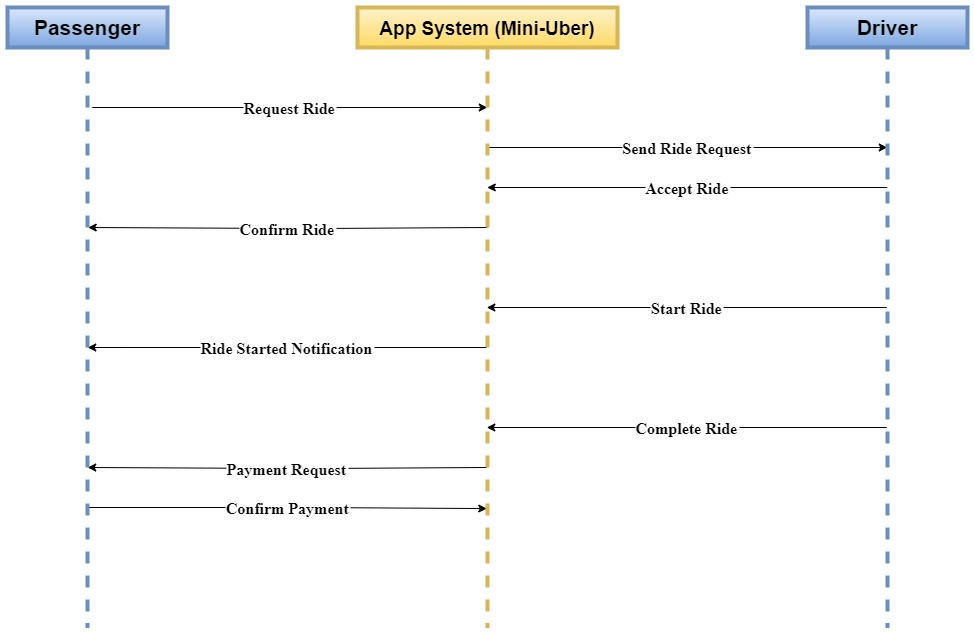 Passenger
App System (Mini-Uber)
Driver
Request Ride
Send Ride Request
Accept Ride
Confirm Ride
Start Ride
Ride Started Notification
Complete Ride
Payment Request
Confirm Payment